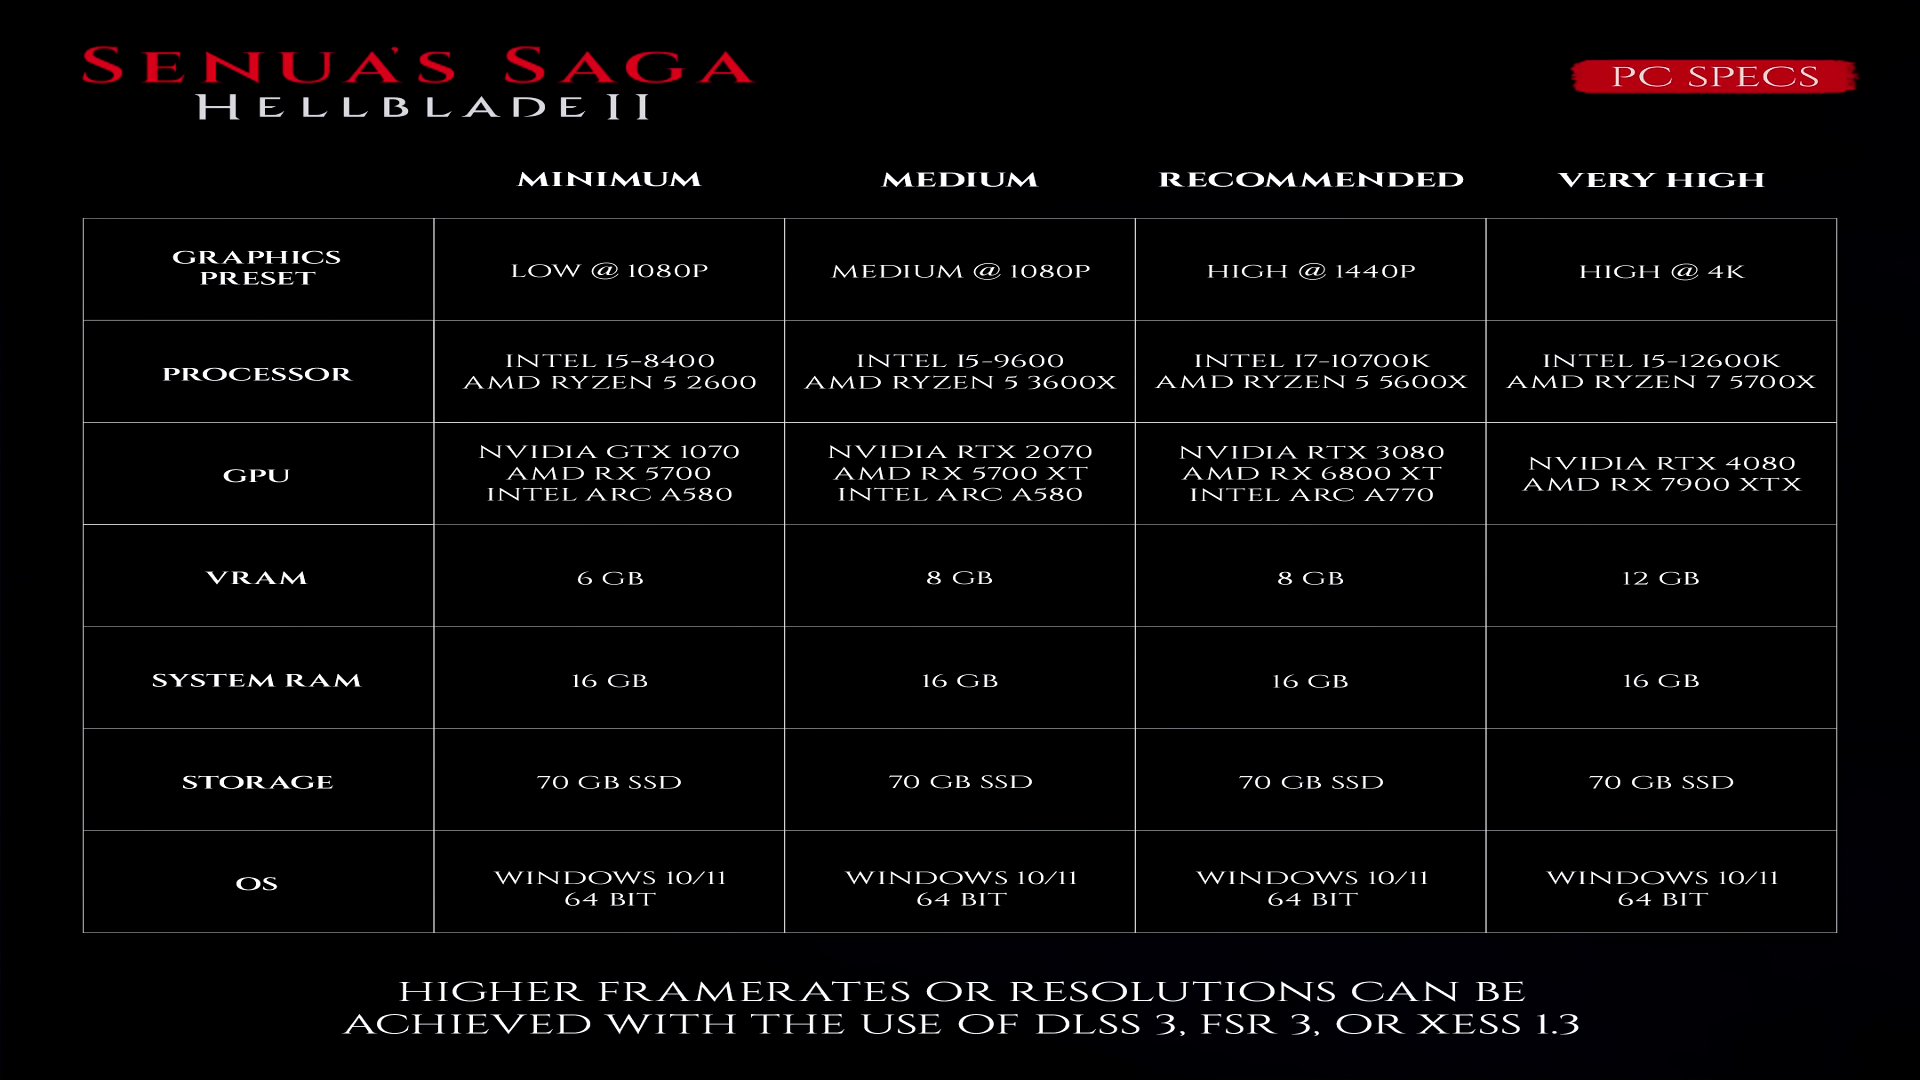 SENUA'S SAGA
HELLBLADE II
PC SPECS
MINIMUM MEDIUM RECOMMENDED VERY HIGH
GRAPHICS
PRESET
LOW @ 1080P
MEDIUM @ 1080P
HIGH @ 1440P
HIGH @ 4K
PROCESSOR
INTEL I5-8400
AMD RYZEN 5 2600
INTEL I5-9600
AMD RYZEN 5 3600X
INTEL I7-10700K
AMD RYZEN 5 5600X
INTEL I5-12600K
AMD RYZEN 7 5700X
GPU
NVIDIA GTX 1070
AMD RX 5700
INTEL ARC A580
NVIDIA RTX 2070
AMD RX 5700 XT
INTEL ARC A580
NVIDIA RTX 3080
AMD RX 6800 XT
INTEL ARC A770
NVIDIA RTX 4080
AMD RX 7900 XTX
VRAM
6 GB
8 GB
8 GB
12 GB
SYSTEM RAM
16 GB
16 GB
16 GB
16 GB
STORAGE
70 GB SSD
70 GB SSD
70 GB SSD
70 GB SSD
OS
WINDOWS 10/11
64 BIT
WINDOWS 10/11
64 BIT
WINDOWS 10/11
64 BIT
WINDOWS 10/11
64 BIT
HIGHER FRAMERATES OR RESOLUTIONS CAN BE
ACHIEVED WITH THE USE OF DLSS 3, FSR 3, OR XESS 1.3